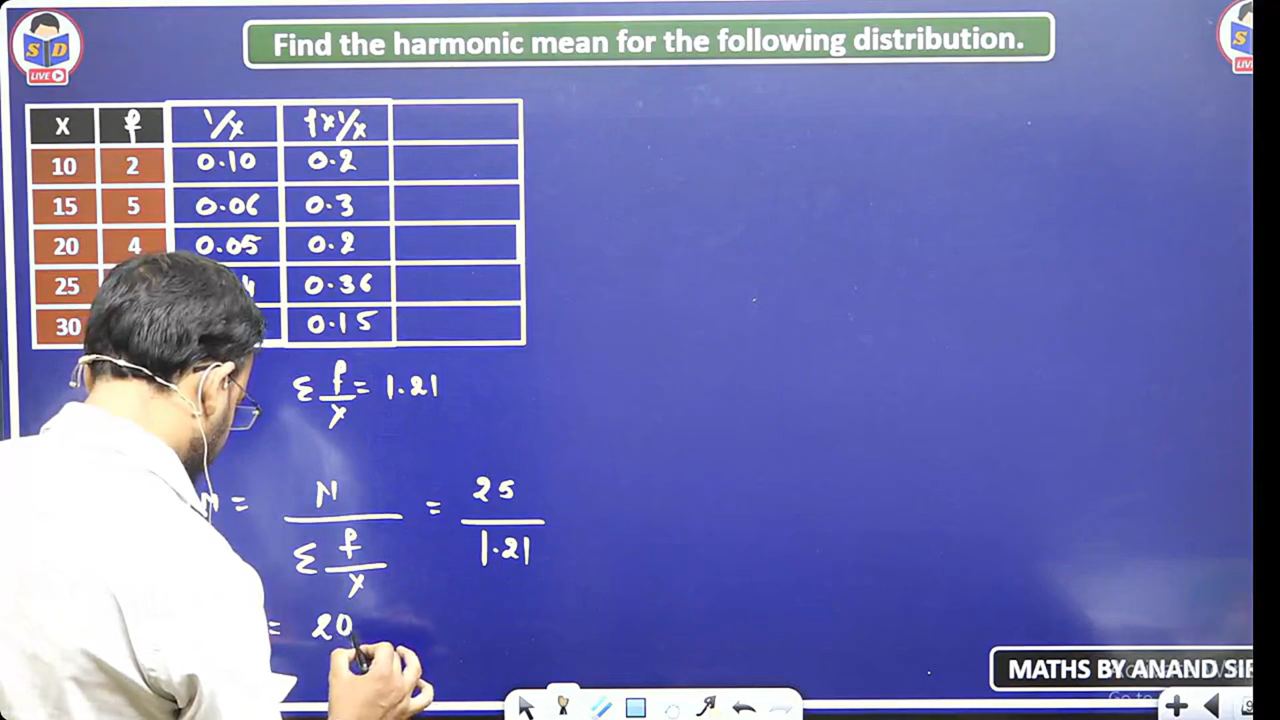 Find the harmonic mean for the following distribution.
S D
LIVE
S
LIVE
X f 1/x f×1/x
10 2 0.10 0.2
15 5 0.06 0.3
20 4 0.05 0.2
25 0.36
30 0.15
Σ f/x = 1.21
= N / Σ f/x = 25 / 1.21
= 20
MATHS BY ANAND SIR